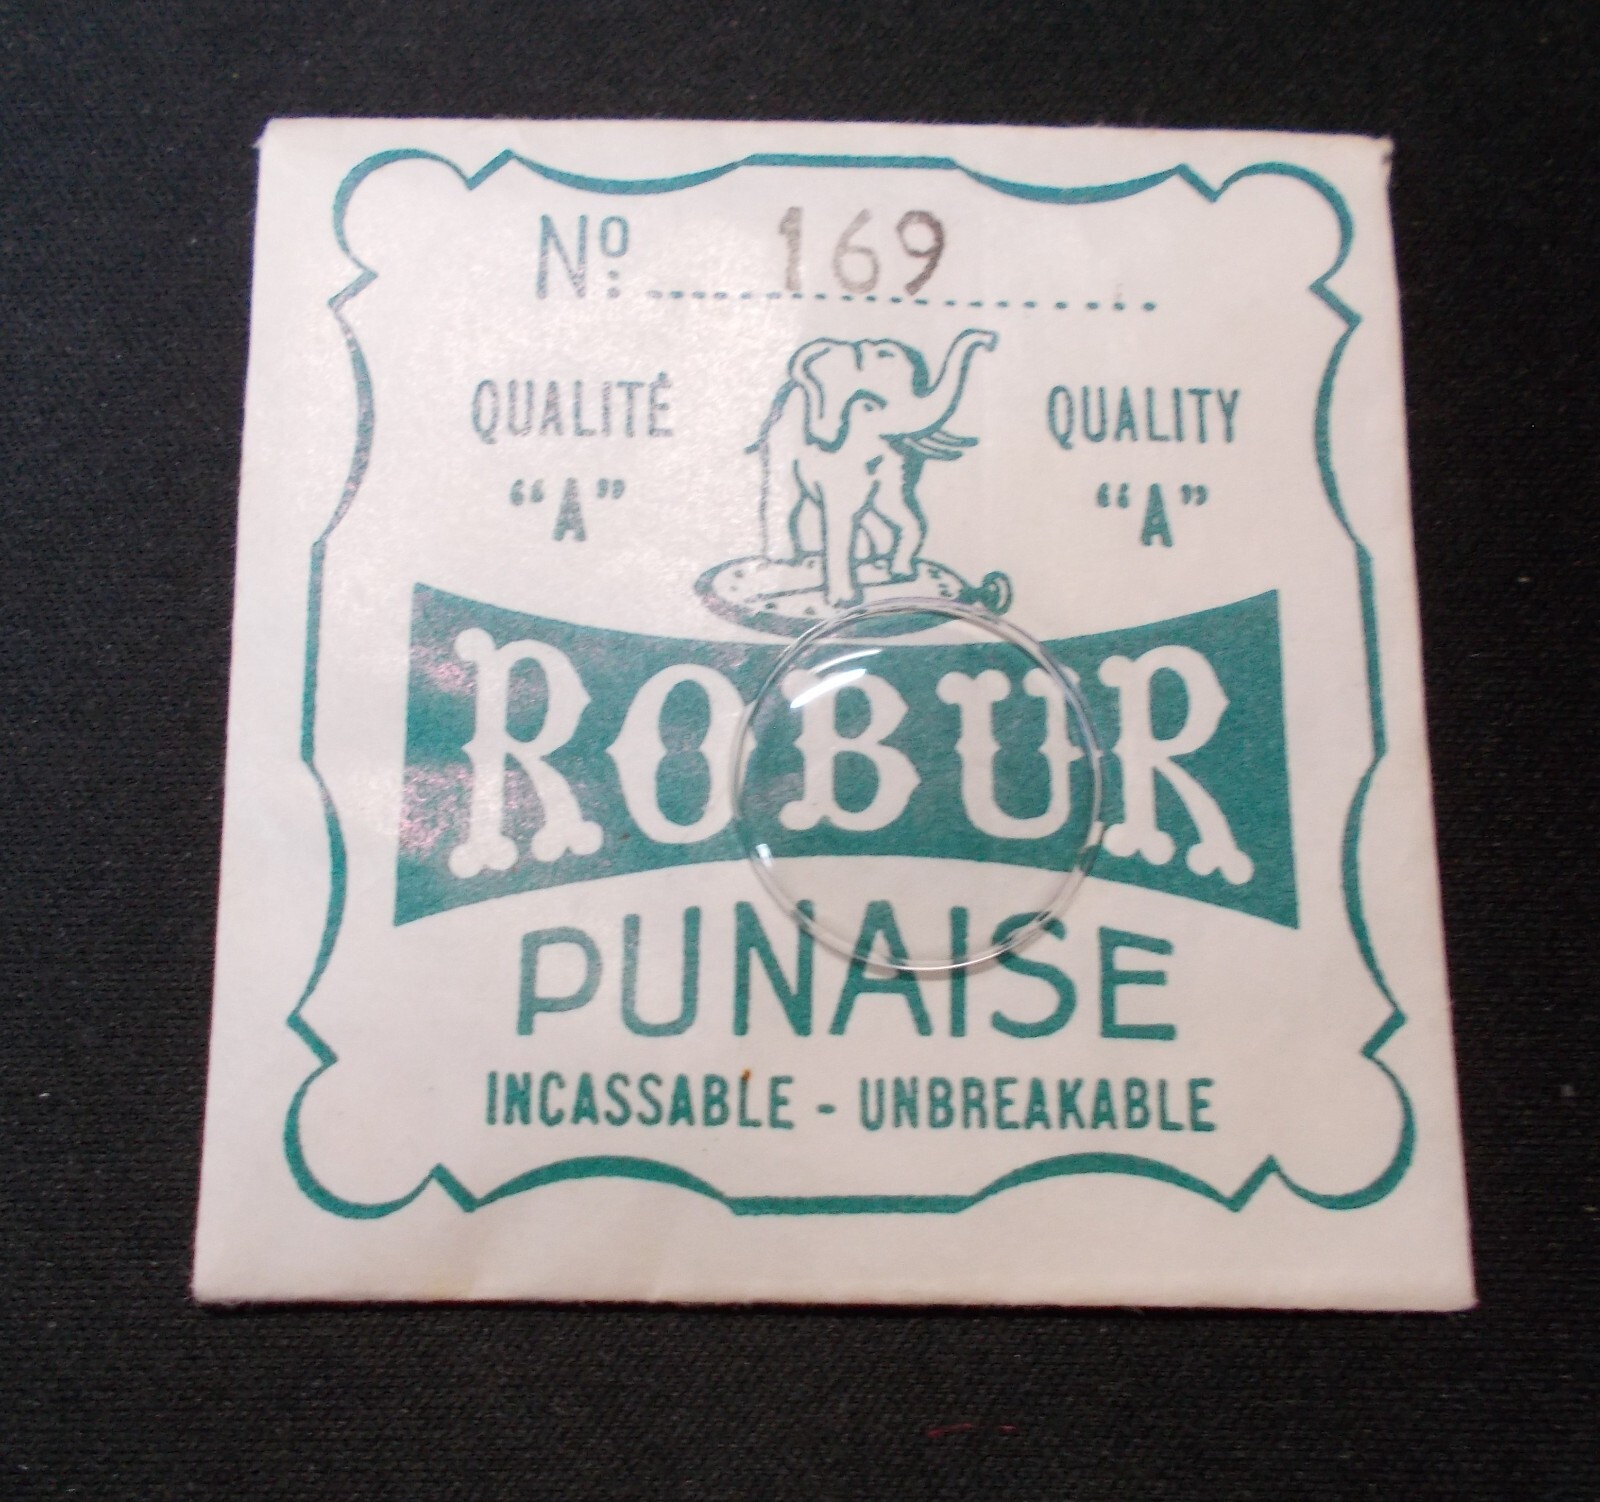 Nº 169
QUALITÉ QUALITY
“A” “A”
ROBUR
PUNAISE
INCASSABLE - UNBREAKABLE